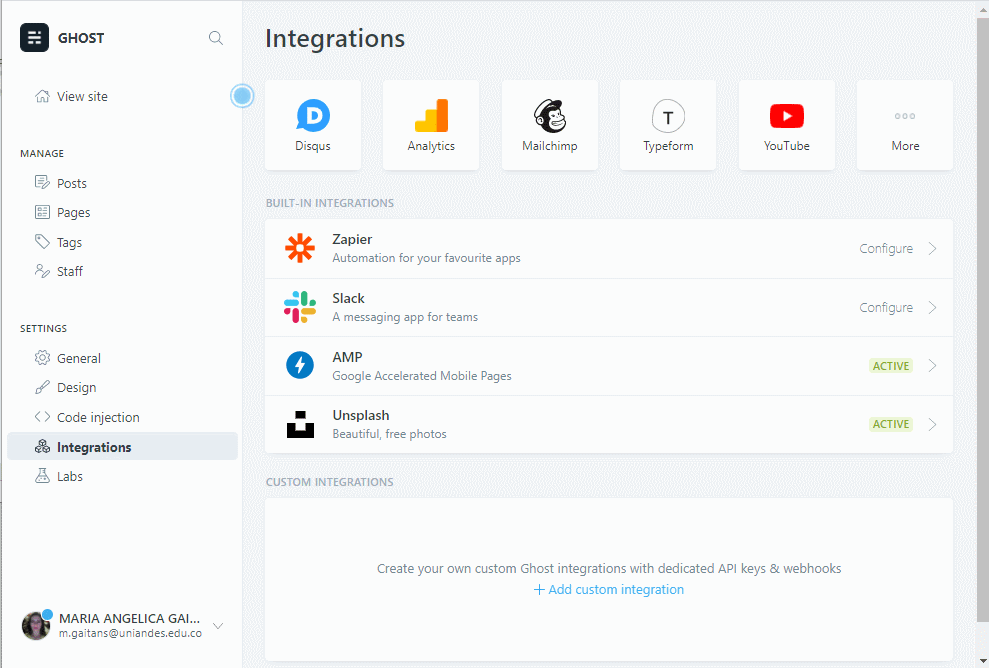 GHOST
View site
MANAGE
Posts
Pages
Tags
Staff
SETTINGS
General
Design
Code injection
Integrations
Labs
MARIA ANGELICA GAI...
m.gaitans@uniandes.edu.co
Integrations
Disqus
Analytics
Mailchimp
T
Typeform
YouTube
More
BUILT-IN INTEGRATIONS
Zapier
Automation for your favourite apps
Configure
Slack
A messaging app for teams
Configure
AMP
Google Accelerated Mobile Pages
ACTIVE
Unsplash
Beautiful, free photos
ACTIVE
CUSTOM INTEGRATIONS
Create your own custom Ghost integrations with dedicated API keys & webhooks
+ Add custom integration